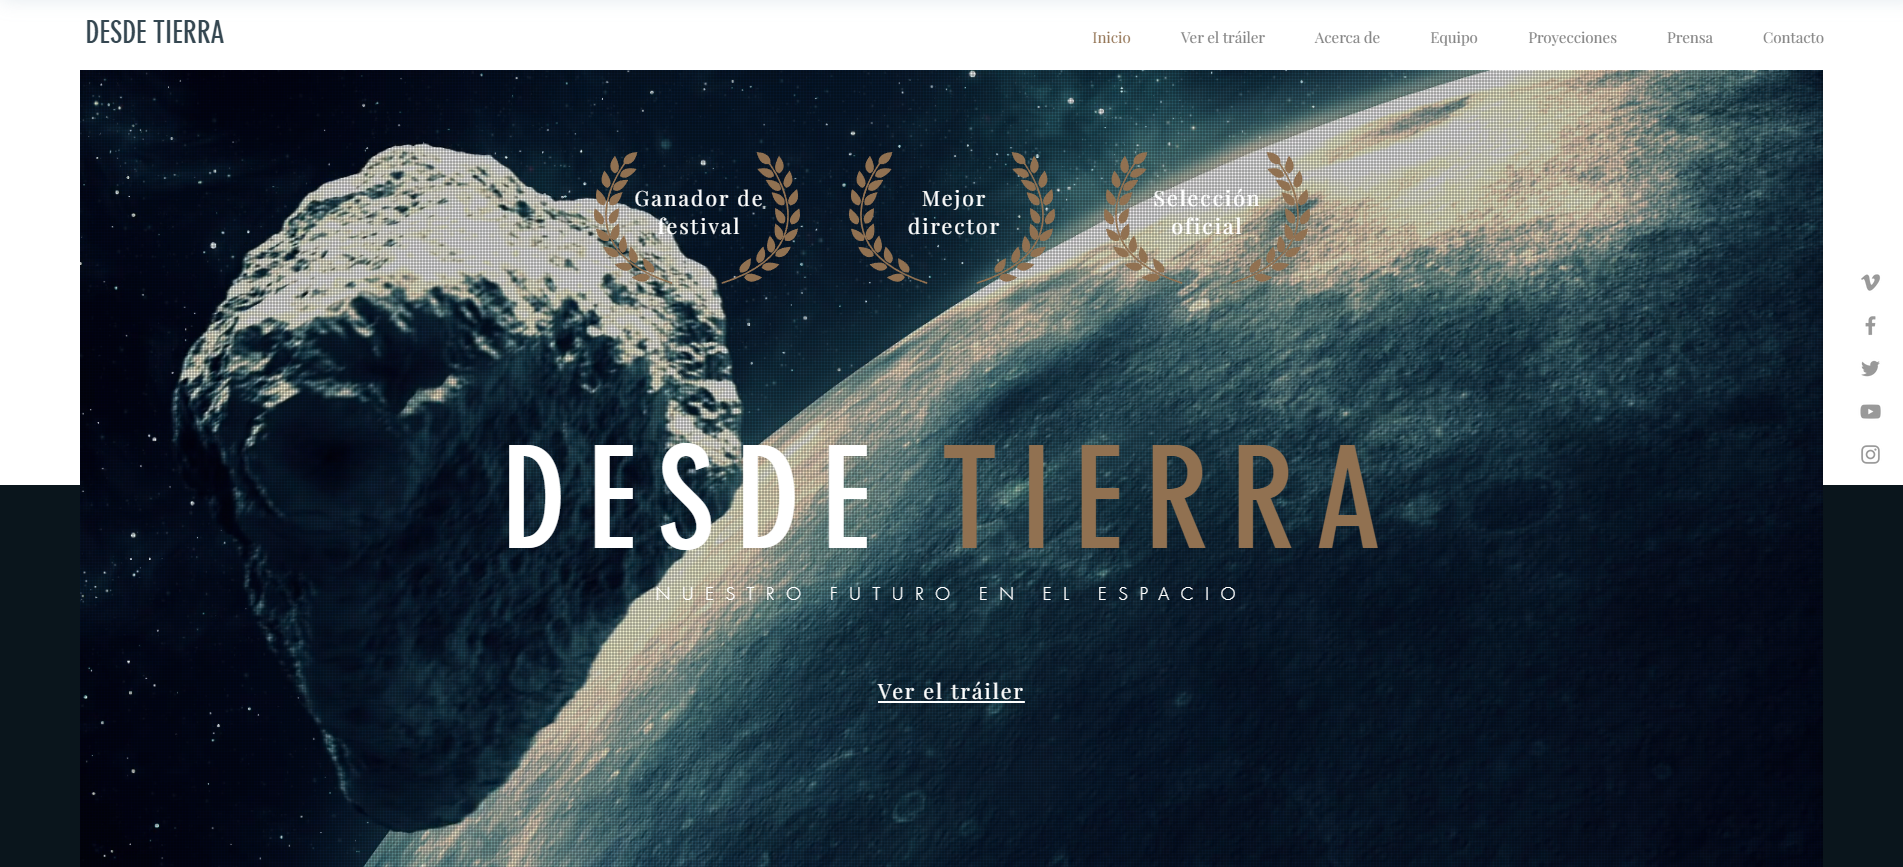 DESDE TIERRA
Inicio
Ver el tráiler
Acerca de
Equipo
Proyecciones
Prensa
Contacto
Ganador de
festival
Mejor
director
Selección
oficial
DESDE TIERRA
NUESTRO FUTURO EN EL ESPACIO
Ver el tráiler